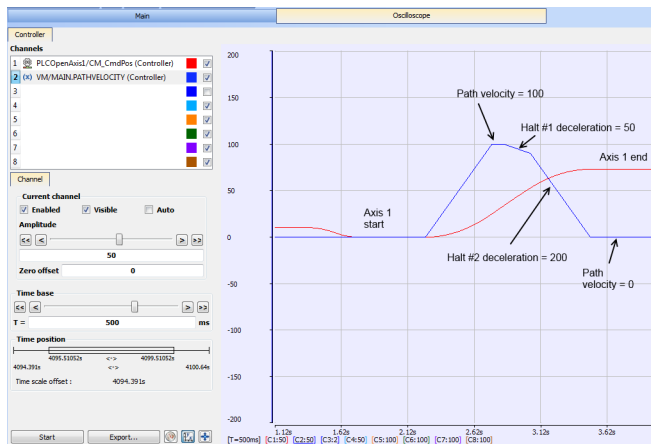 Main
Oscilloscope
Controller
Channels
1 PLCOpenAxis1/CM_CmdPos (Controller)
2 (x) VM/MAIN.PATHVELOCITY (Controller)
3
4
5
6
7
8
Channel
Current channel
Enabled Visible Auto
Amplitude
<< < > >>
50
Zero offset 0
Time base
<< < > >>
T = 500 ms
Time position
4095.51052s <-> 4099.51052s
4094.391s <-> 4100.64s
Time scale offset : 4094.391s
Start Export...
200
150
100
50
0
-50
-100
-150
-200
Path velocity = 100
Halt #1 deceleration = 50
Axis 1 end
Axis 1
start
Halt #2 deceleration = 200
Path
velocity = 0
1.12s 1.62s 2.12s 2.62s 3.12s 3.62s
[T=500ms] [C1:50] [C2:50] [C3:2] [C4:50] [C5:100] [C6:100] [C7:100] [C8:100]